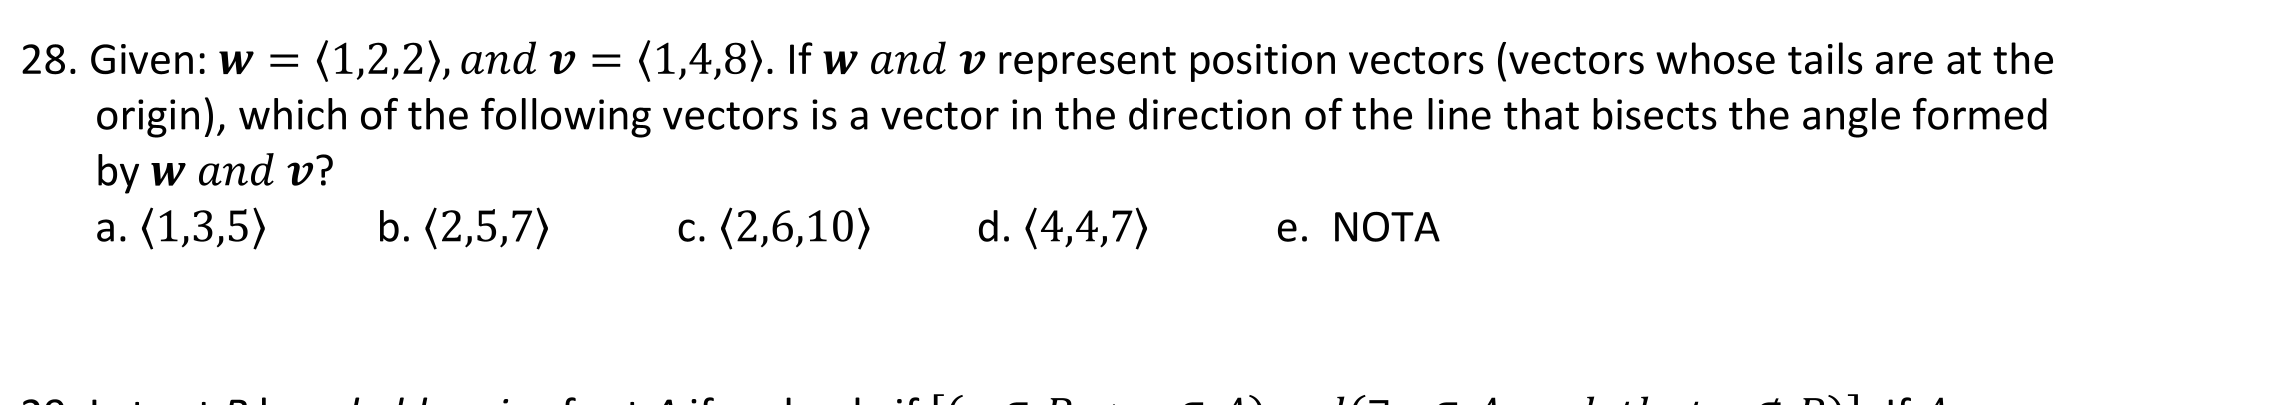 28. Given: w = ⟨1,2,2⟩, and v = ⟨1,4,8⟩. If w and v represent position vectors (vectors whose tails are at the
origin), which of the following vectors is a vector in the direction of the line that bisects the angle formed
by w and v?
a. ⟨1,3,5⟩ b. ⟨2,5,7⟩ c. ⟨2,6,10⟩ d. ⟨4,4,7⟩ e. NOTA